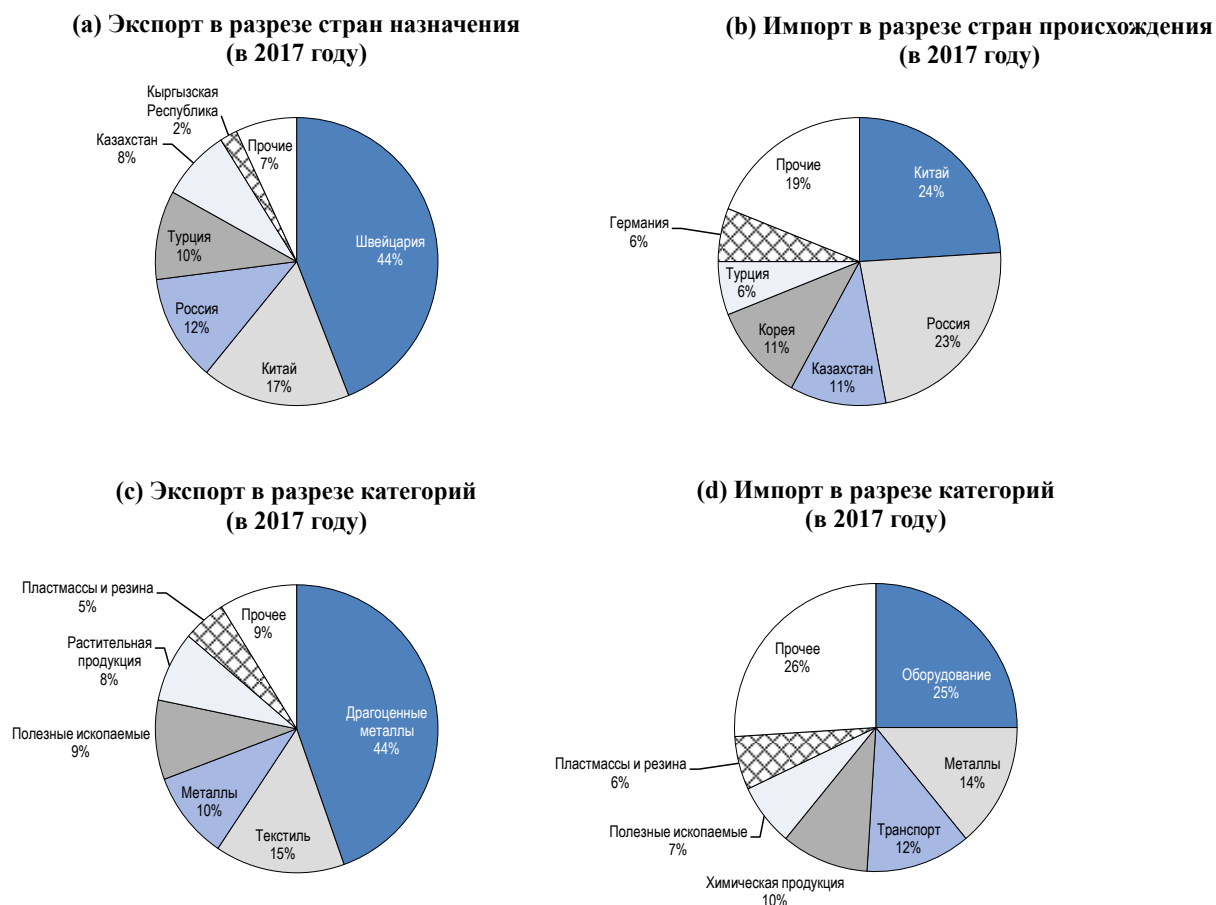 (a) Экспорт в разрезе стран назначения
(в 2017 году)
Кыргызская
Республика
2%
Казахстан
8%
Прочие
7%
Турция
10%
Швейцария
44%
Россия
12%
Китай
17%
(b) Импорт в разрезе стран происхождения
(в 2017 году)
Прочие
19%
Китай
24%
Германия
6%
Турция
6%
Корея
11%
Россия
23%
Казахстан
11%
(c) Экспорт в разрезе категорий
(в 2017 году)
Пластмассы и резина
5%
Прочее
9%
Растительная
продукция
8%
Драгоценные
металлы
44%
Полезные ископаемые
9%
Металлы
10%
Текстиль
15%
(d) Импорт в разрезе категорий
(в 2017 году)
Прочее
26%
Оборудование
25%
Пластмассы и резина
6%
Металлы
14%
Полезные ископаемые
7%
Транспорт
12%
Химическая продукция
10%